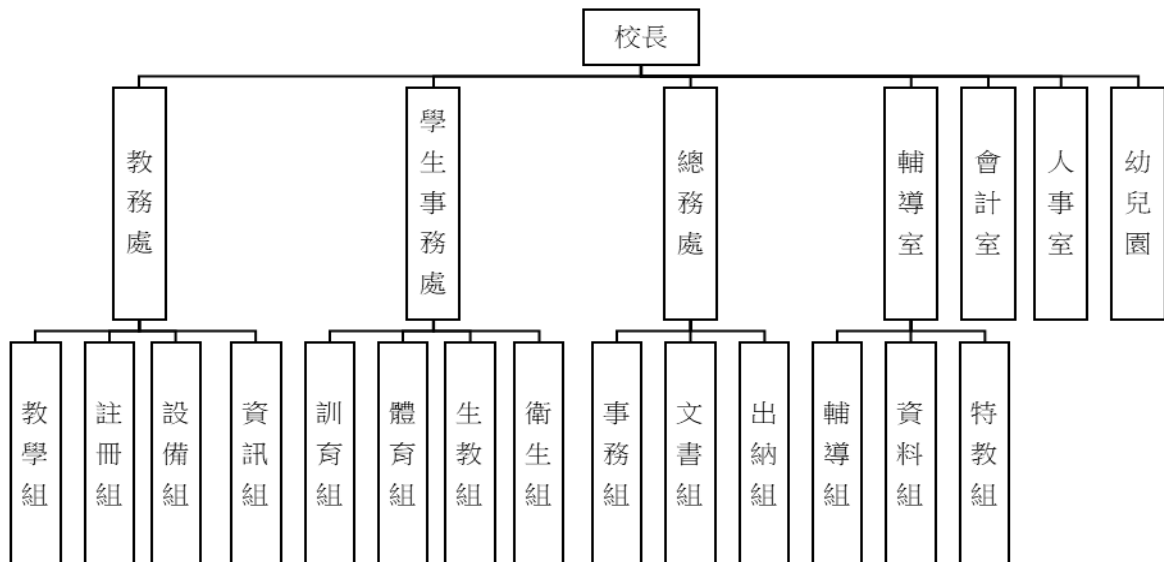 校長
教務處
學生事務處
總務處
輔導室
會計室
人事室
幼兒園
教學組
註冊組
設備組
資訊組
訓育組
體育組
生教組
衛生組
事務組
文書組
出納組
輔導組
資料組
特教組